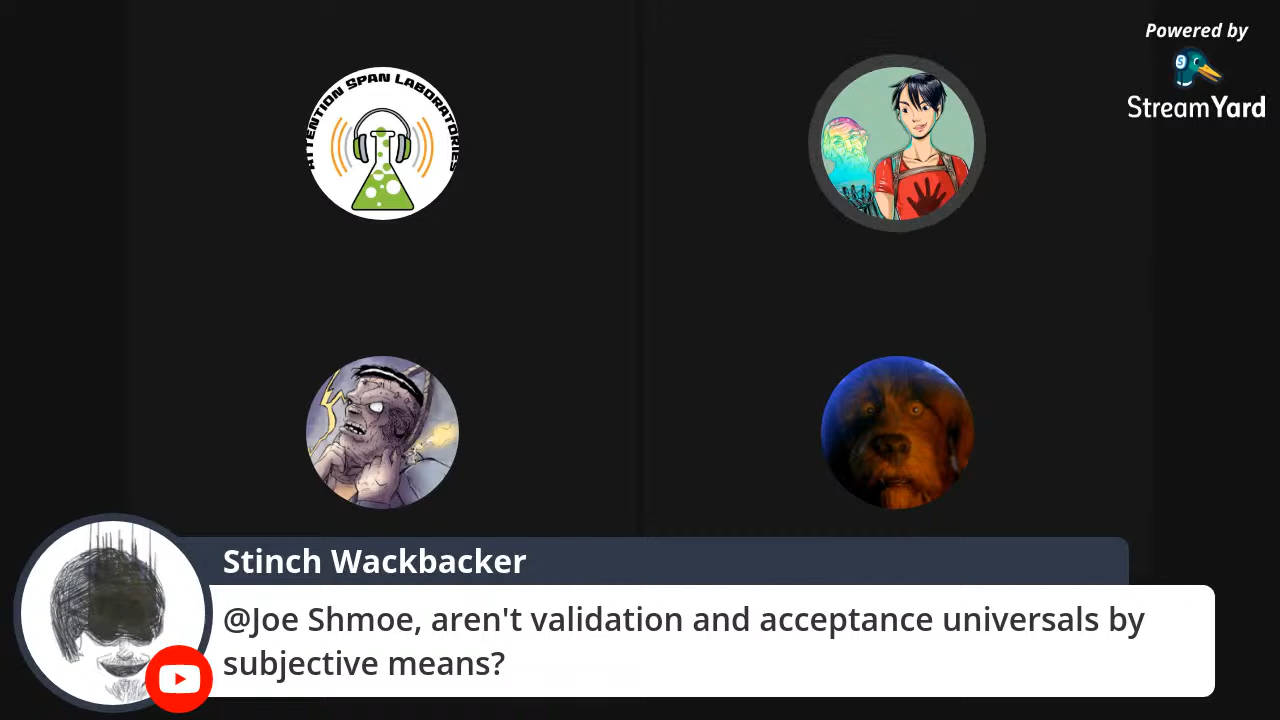 Powered by
StreamYard
ATTENTION SPAN LABORATORIES
Stinch Wackbacker
@Joe Shmoe, aren't validation and acceptance universals by
subjective means?